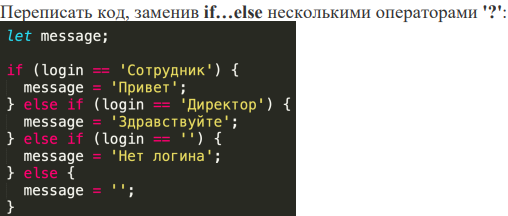 Переписать код, заменив if…else несколькими операторами '?':
let message;
if (login == 'Сотрудник') {
  message = 'Привет';
} else if (login == 'Директор') {
  message = 'Здравствуйте';
} else if (login == '') {
  message = 'Нет логина';
} else {
  message = '';
}